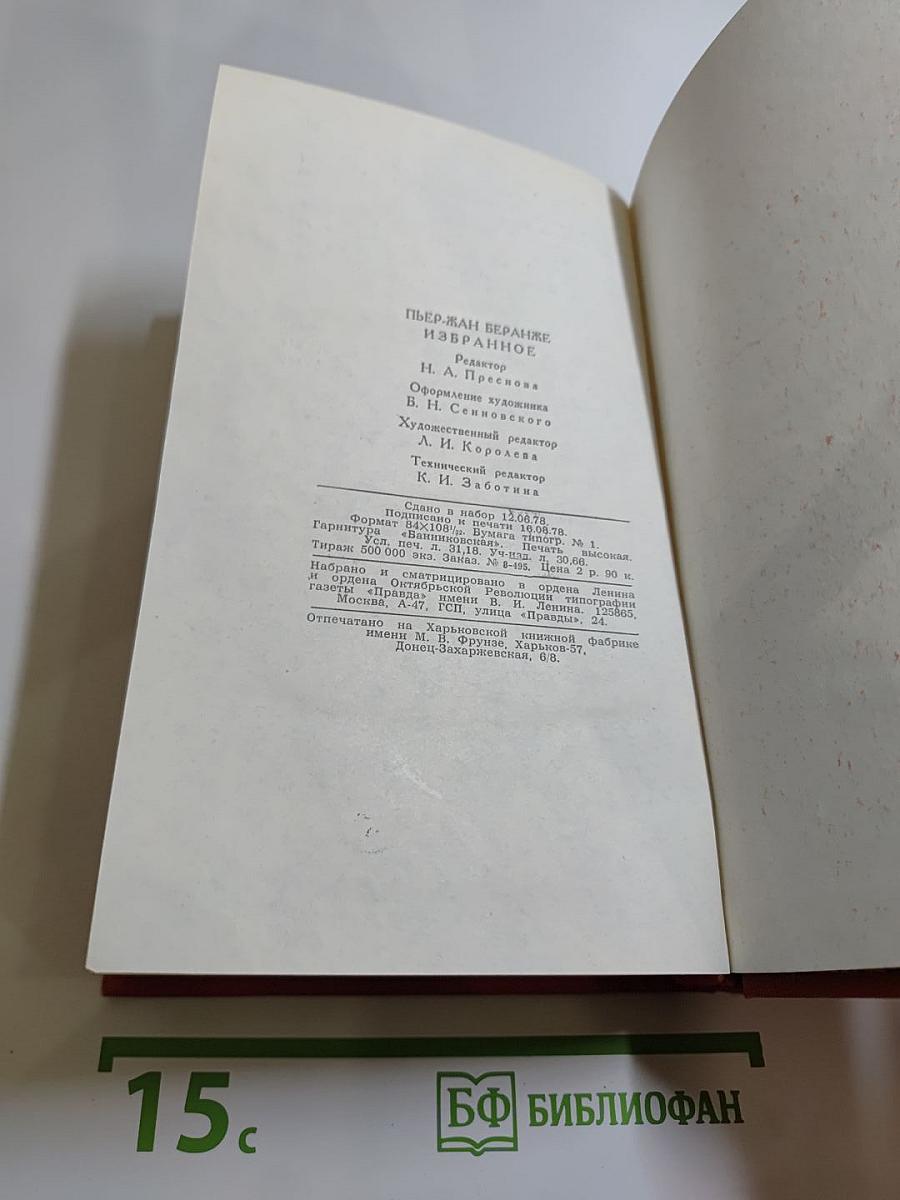 ПЬЕР-ЖАН БЕРАНЖЕ
ИЗБРАННОЕ
Редактор
Н. А. Преснова
Оформление художника
Б. Н. Сенновского
Художественный редактор
Л. И. Королева
Технический редактор
К. И. Заботина
Сдано в набор 12.06.78.
Подписано к печати 16.08.78.
Формат 84×108¹/₃₂. Бумага типогр. № 1.
Гарнитура «Банниковская». Печать высокая.
Усл. печ. л. 31,18. Уч-изд. л. 30,66.
Тираж 500 000 экз. Заказ. № 8-495. Цена 2 р. 90 к.
Набрано и сматрицировано в ордена Ленина
и ордена Октябрьской Революции типографии
газеты «Правда» имени В. И. Ленина. 125865,
Москва, А-47, ГСП, улица «Правды», 24.
Отпечатано на Харьковской книжной фабрике
имени М. В. Фрунзе, Харьков-57,
Донец-Захаржевская, 6/8.
15 с
БФ БИБЛИОФАН